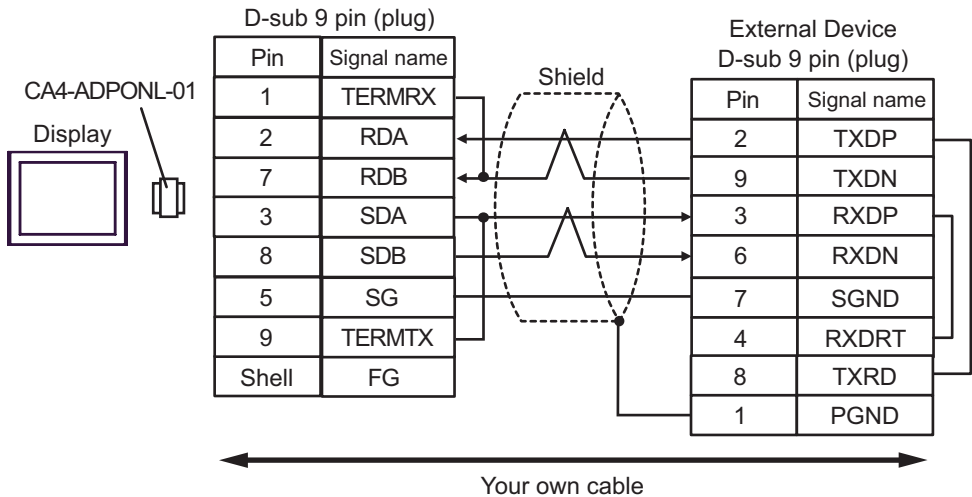 D-sub 9 pin (plug)
Pin Signal name
1 TERMRX
2 RDA
7 RDB
3 SDA
8 SDB
5 SG
9 TERMTX
Shell FG
CA4-ADPONL-01
Display
Shield
External Device
D-sub 9 pin (plug)
Pin Signal name
2 TXDP
9 TXDN
3 RXDP
6 RXDN
7 SGND
4 RXDRT
8 TXRD
1 PGND
Your own cable